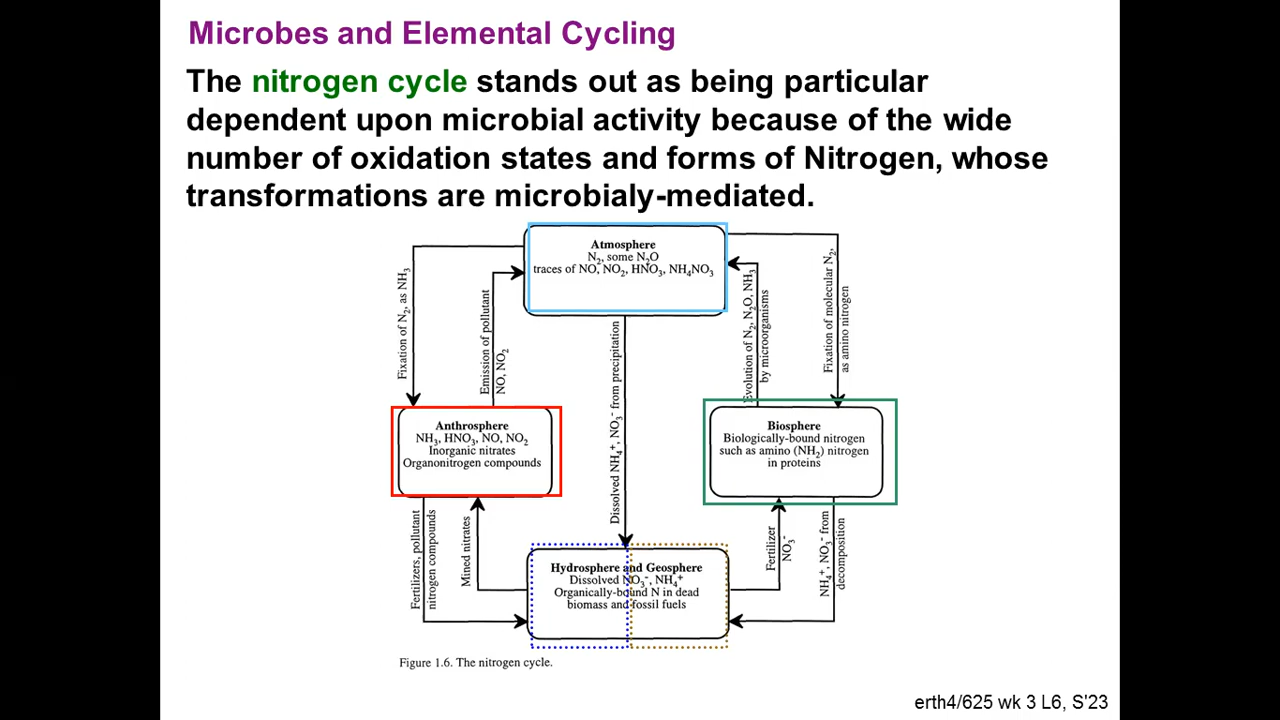 Microbes and Elemental Cycling
The nitrogen cycle stands out as being particular
dependent upon microbial activity because of the wide
number of oxidation states and forms of Nitrogen, whose
transformations are microbialy-mediated.
Atmosphere
N₂, some N₂O
traces of NO, NO₂, HNO₃, NH₄NO₃
Fixation of N₂, as NH₃
Emission of pollutant
NO, NO₂
Dissolved NH₄⁺, NO₃⁻ from precipitation
Evolution of N₂, N₂O, NH₃
by microorganisms
Fixation of molecular N₂,
as amino nitrogen
Anthrosphere
NH₃, HNO₃, NO, NO₂
Inorganic nitrates
Organonitrogen compounds
Biosphere
Biologically-bound nitrogen
such as amino (NH₂) nitrogen
in proteins
Fertilizers, pollutant
nitrogen compounds
Mined nitrates
Fertilizer
NO₃⁻
NH₄⁺, NO₃⁻ from
decomposition
Hydrosphere and Geosphere
Dissolved NO₃⁻, NH₄⁺
Organically-bound N in dead
biomass and fossil fuels
Figure 1.6. The nitrogen cycle.
erth4/625 wk 3 L6, S'23